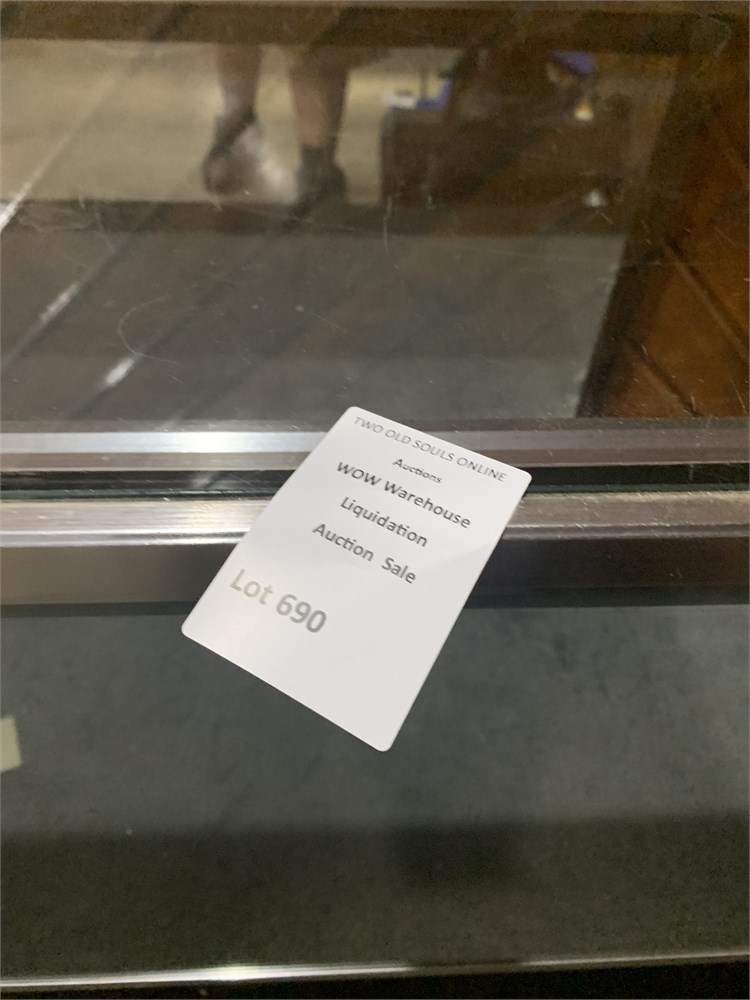 TWO OLD SOULS ONLINE
Auctions
WOW Warehouse
Liquidation
Auction Sale
Lot 690